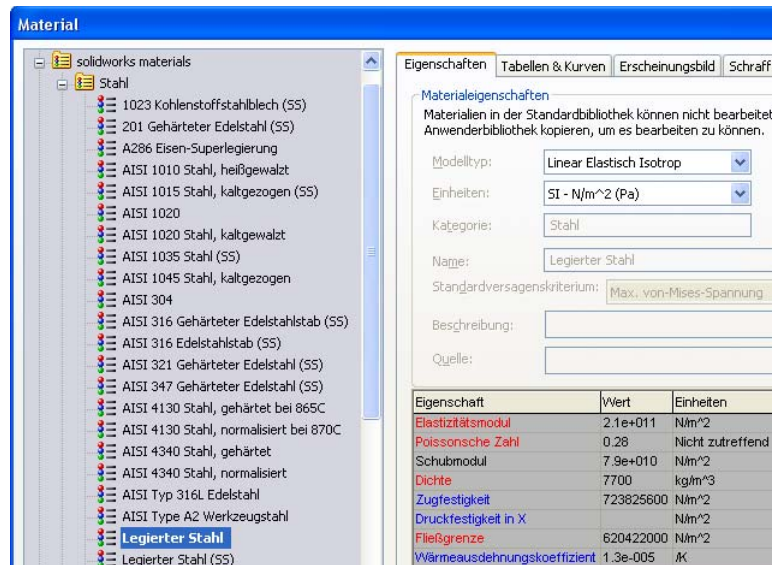 Material
solidworks materials
Stahl
1023 Kohlenstoffstahlblech (SS)
201 Gehärteter Edelstahl (SS)
A286 Eisen-Superlegierung
AISI 1010 Stahl, heißgewalzt
AISI 1015 Stahl, kaltgezogen (SS)
AISI 1020
AISI 1020 Stahl, kaltgewalzt
AISI 1035 Stahl (SS)
AISI 1045 Stahl, kaltgezogen
AISI 304
AISI 316 Gehärteter Edelstahlstab (SS)
AISI 316 Edelstahlstab (SS)
AISI 321 Gehärteter Edelstahl (SS)
AISI 347 Gehärteter Edelstahl (SS)
AISI 4130 Stahl, gehärtet bei 865C
AISI 4130 Stahl, normalisiert bei 870C
AISI 4340 Stahl, gehärtet
AISI 4340 Stahl, normalisiert
AISI Typ 316L Edelstahl
AISI Type A2 Werkzeugstahl
Legierter Stahl
Legierter Stahl (SS)
Eigenschaften Tabellen & Kurven Erscheinungsbild Schraff
Materialeigenschaften
Materialien in der Standardbibliothek können nicht bearbeitet
Anwenderbibliothek kopieren, um es bearbeiten zu können.
Modelltyp: Linear Elastisch Isotrop
Einheiten: SI - N/m^2 (Pa)
Kategorie: Stahl
Name: Legierter Stahl
Standardversagenskriterium: Max. von-Mises-Spannung
Beschreibung:
Quelle:
Eigenschaft Wert Einheiten
Elastizitätsmodul 2.1e+011 N/m^2
Poissonsche Zahl 0.28 Nicht zutreffend
Schubmodul 7.9e+010 N/m^2
Dichte 7700 kg/m^3
Zugfestigkeit 723825600 N/m^2
Druckfestigkeit in X N/m^2
Fließgrenze 620422000 N/m^2
Wärmeausdehnungskoeffizient 1.3e-005 /K